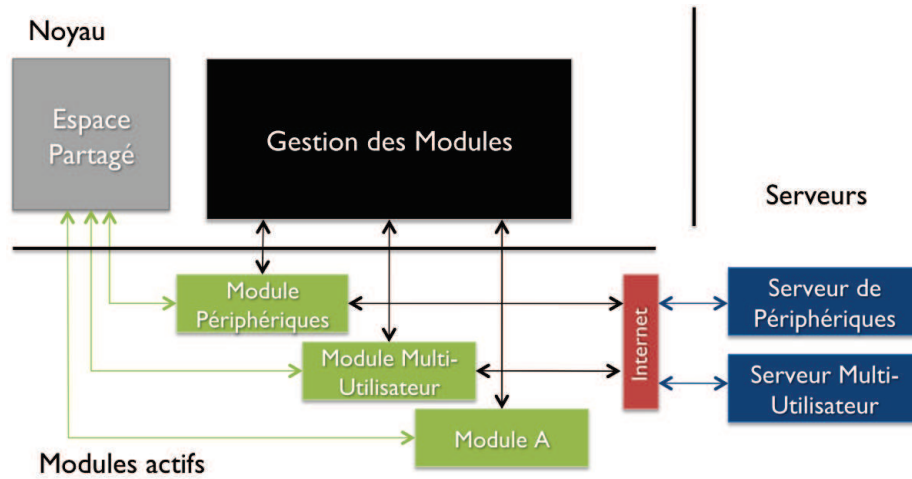 Noyau
Espace
Partagé
Gestion des Modules
Serveurs
Module
Périphériques
Module Multi-
Utilisateur
Module A
Internet
Serveur de
Périphériques
Serveur Multi-
Utilisateur
Modules actifs